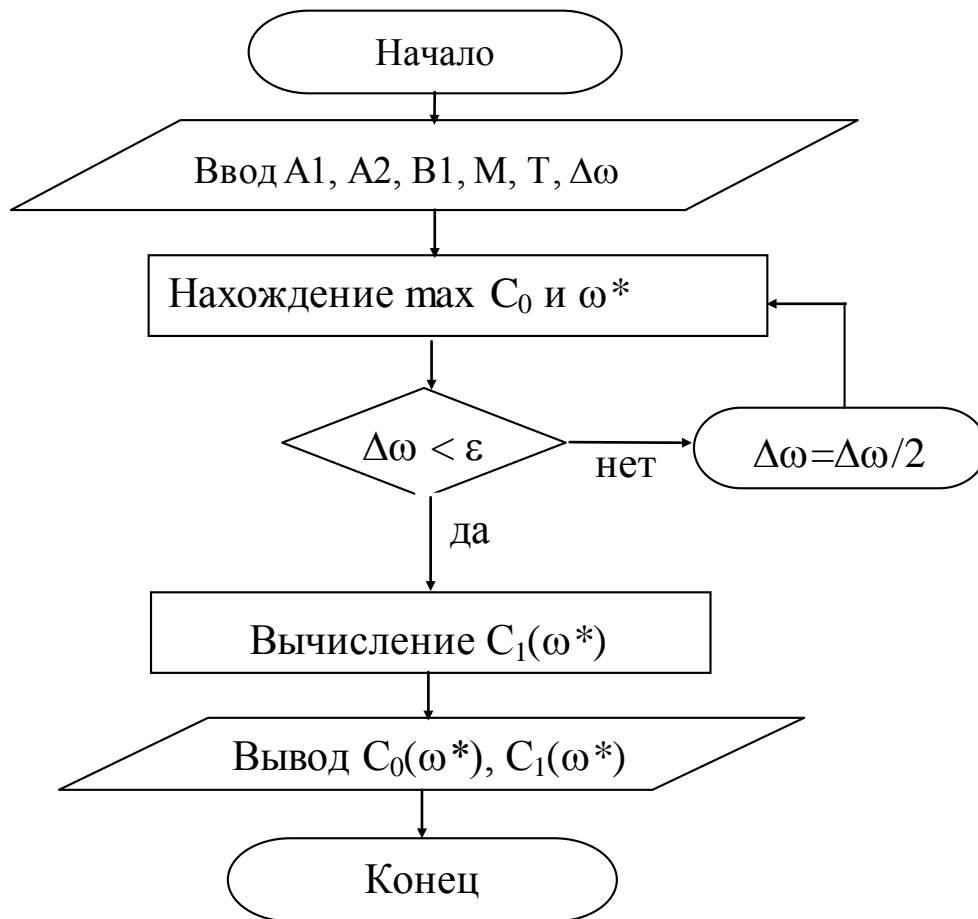 Начало
Ввод A1, A2, B1, M, T, Δω
Нахождение max C₀ и ω*
Δω < ε
нет
Δω=Δω/2
да
Вычисление C₁(ω*)
Вывод C₀(ω*), C₁(ω*)
Конец